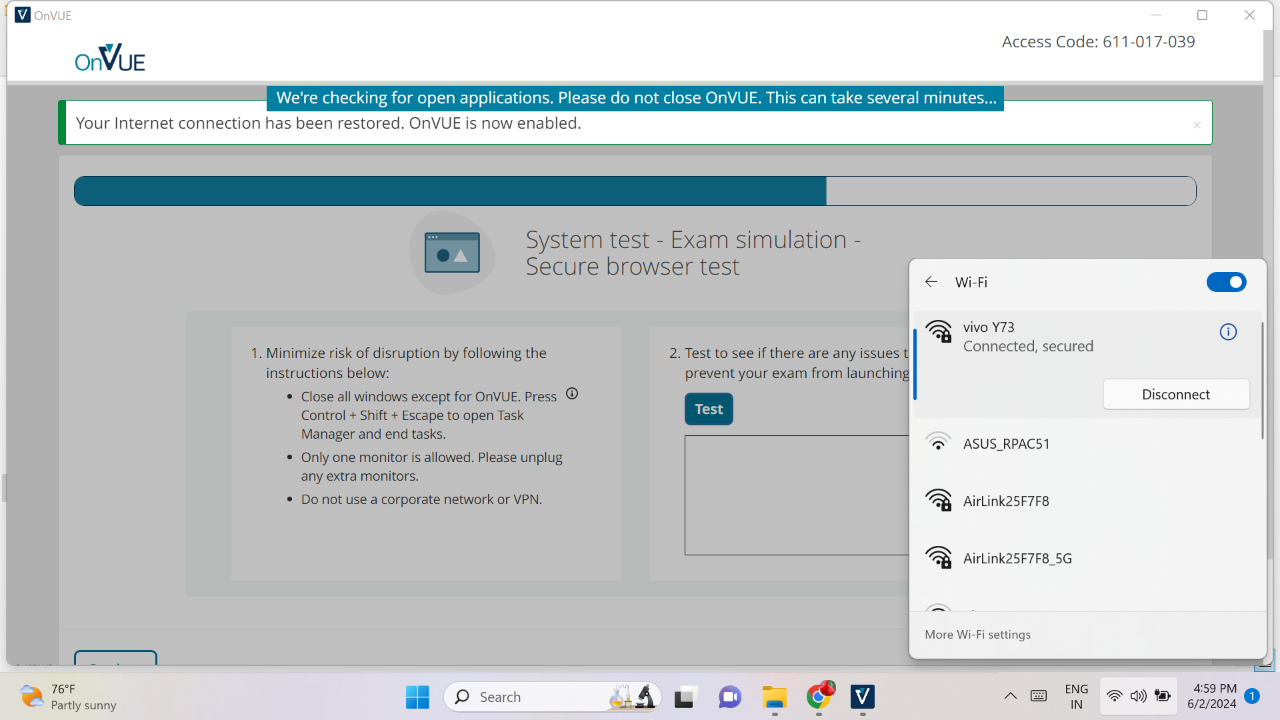 OnVUE
Access Code: 611-017-039
OnVUE
We're checking for open applications. Please do not close OnVUE. This can take several minutes...
Your Internet connection has been restored. OnVUE is now enabled.
System test - Exam simulation -
Secure browser test
1. Minimize risk of disruption by following the
instructions below:
• Close all windows except for OnVUE. Press
Control + Shift + Escape to open Task
Manager and end tasks.
• Only one monitor is allowed. Please unplug
any extra monitors.
• Do not use a corporate network or VPN.
2. Test to see if there are any issues t
prevent your exam from launching
Test
Wi-Fi
vivo Y73
Connected, secured
Disconnect
ASUS_RPAC51
AirLink25F7F8
AirLink25F7F8_5G
More Wi-Fi settings
76°F
Partly sunny
Search
ENG
IN
4:59 PM
6/2/2024
1